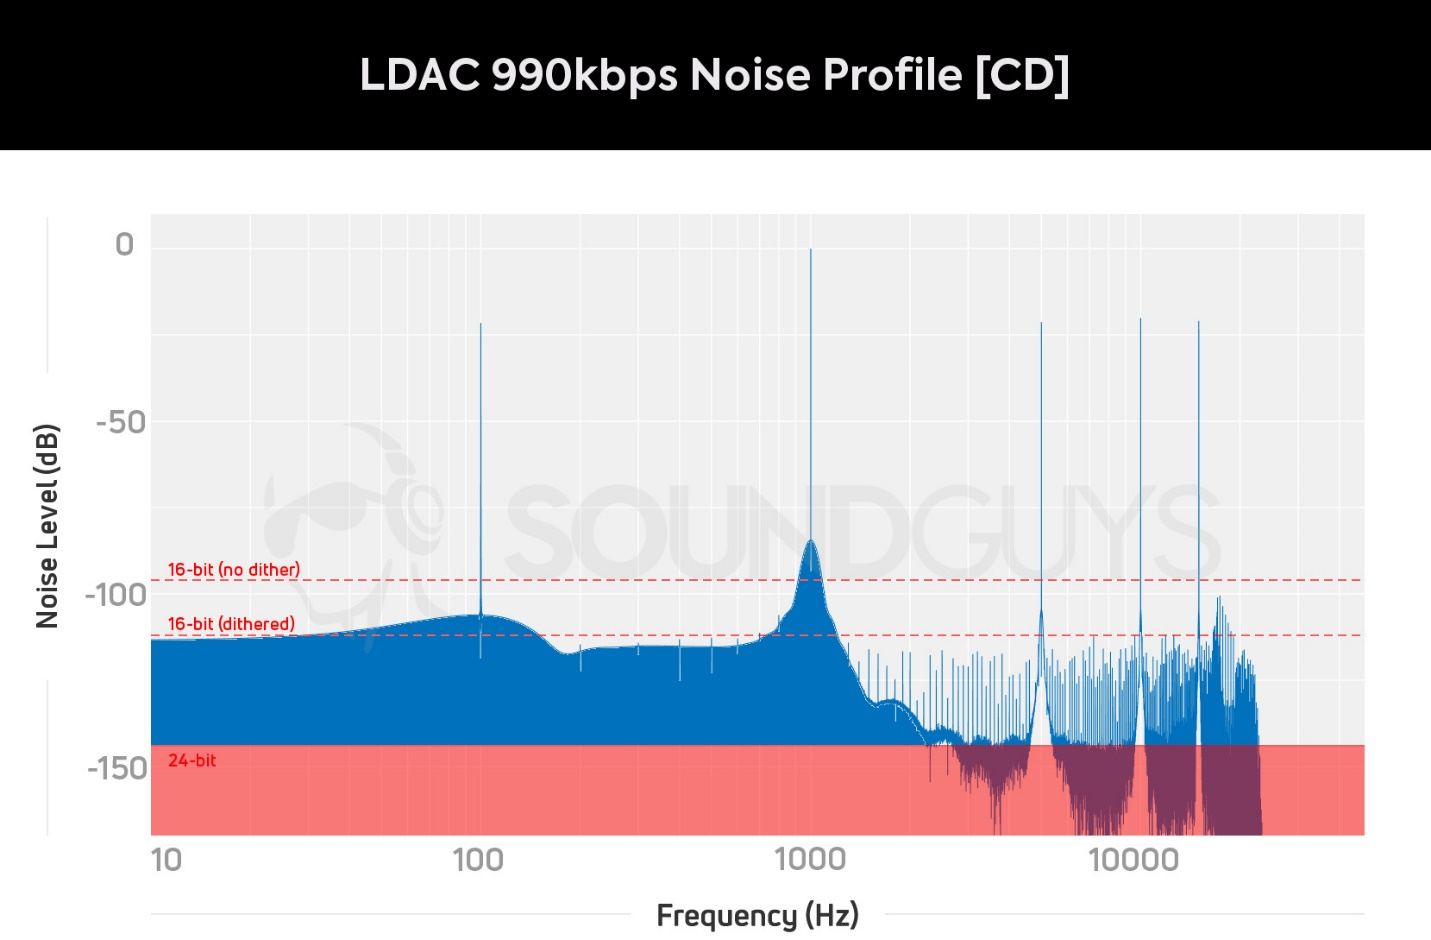 LDAC 990kbps Noise Profile [CD]
0
-50
-100
-150
Noise Level (dB)
16-bit (no dither)
16-bit (dithered)
24-bit
SOUNDGUYS
10
100
1000
10000
Frequency (Hz)